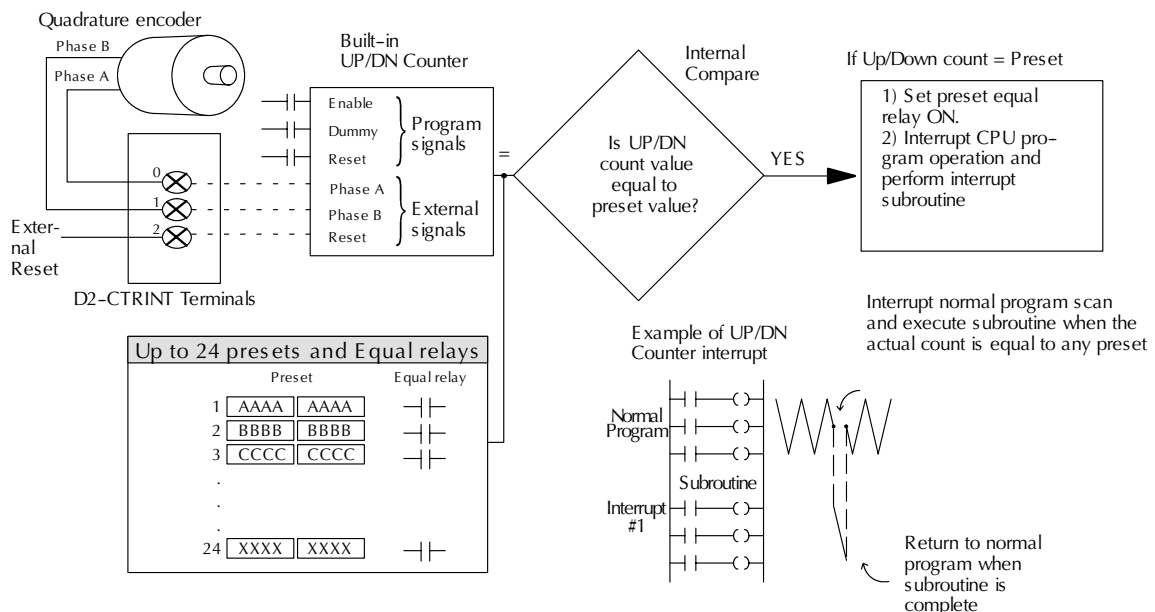 Quadrature encoder
Phase B
Phase A
0
1
2
Exter-
nal
Reset
D2-CTRINT Terminals
Built-in
UP/DN Counter
Enable
Dummy
Reset
Program
signals
Phase A
Phase B
Reset
External
signals
=
Internal
Compare
Is UP/DN
count value
equal to
preset value?
YES
If Up/Down count = Preset
1) Set preset equal
relay ON.
2) Interrupt CPU pro-
gram operation and
perform interrupt
subroutine
Up to 24 presets and Equal relays
Preset Equal relay
1 AAAA AAAA
2 BBBB BBBB
3 CCCC CCCC
.
.
.
24 XXXX XXXX
Example of UP/DN
Counter interrupt
Normal
Program
Subroutine
Interrupt
#1
Interrupt normal program scan
and execute subroutine when the
actual count is equal to any preset
Return to normal
program when
subroutine is
complete